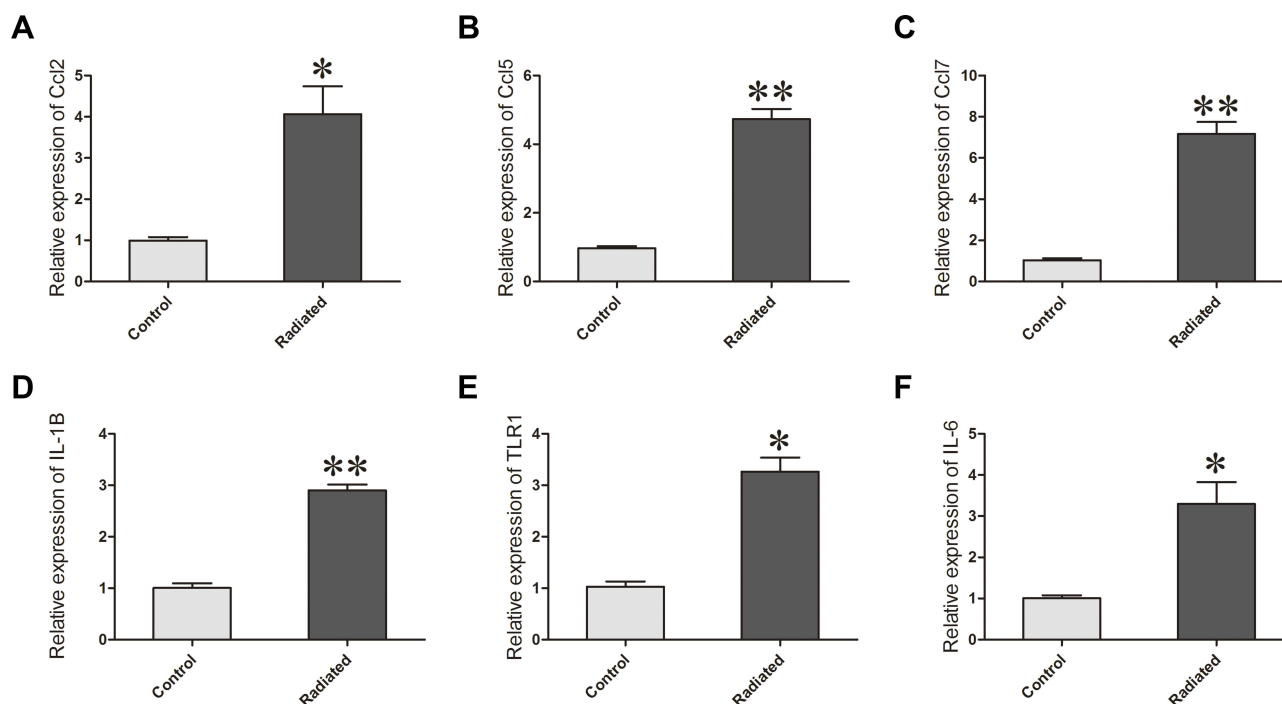 A
Relative expression of Ccl2
5
4
3
2
1
0
*
Control
Radiated
B
Relative expression of Ccl5
6
4
2
0
**
Control
Radiated
C
Relative expression of Ccl7
10
8
6
4
2
0
**
Control
Radiated
D
Relative expression of IL-1B
4
3
2
1
0
**
Control
Radiated
E
Relative expression of TLR1
4
3
2
1
0
*
Control
Radiated
F
Relative expression of IL-6
5
4
3
2
1
0
*
Control
Radiated